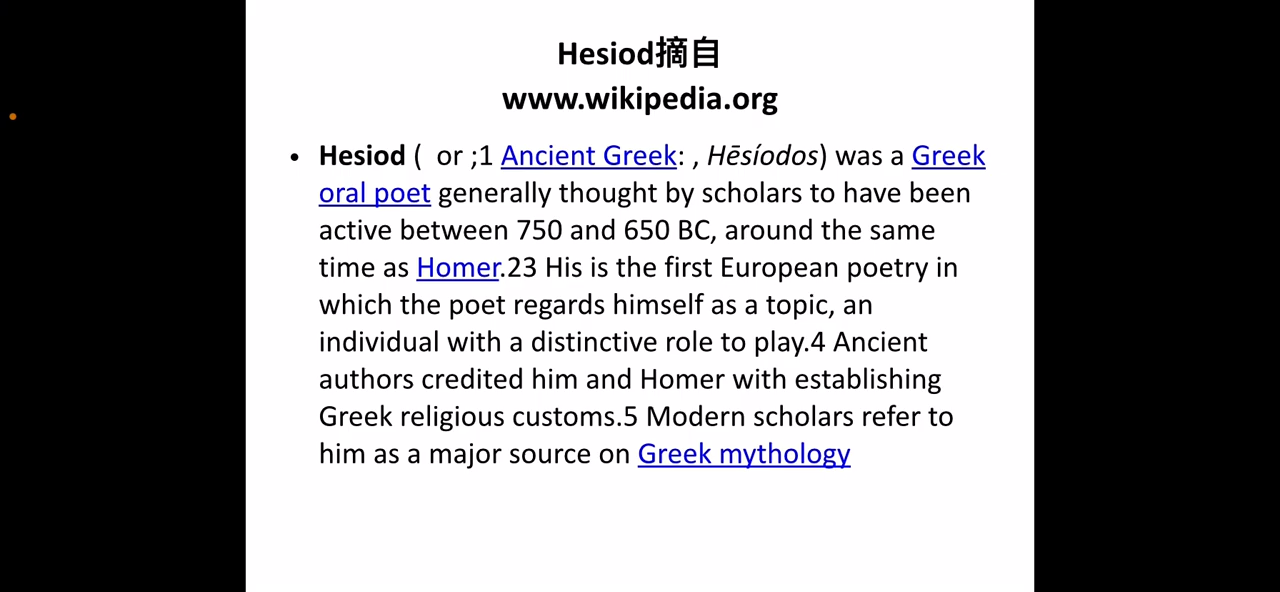 Hesiod摘自
www.wikipedia.org
• Hesiod (  or ;1 Ancient Greek: , Hēsíodos) was a Greek
oral poet generally thought by scholars to have been
active between 750 and 650 BC, around the same
time as Homer.23 His is the first European poetry in
which the poet regards himself as a topic, an
individual with a distinctive role to play.4 Ancient
authors credited him and Homer with establishing
Greek religious customs.5 Modern scholars refer to
him as a major source on Greek mythology